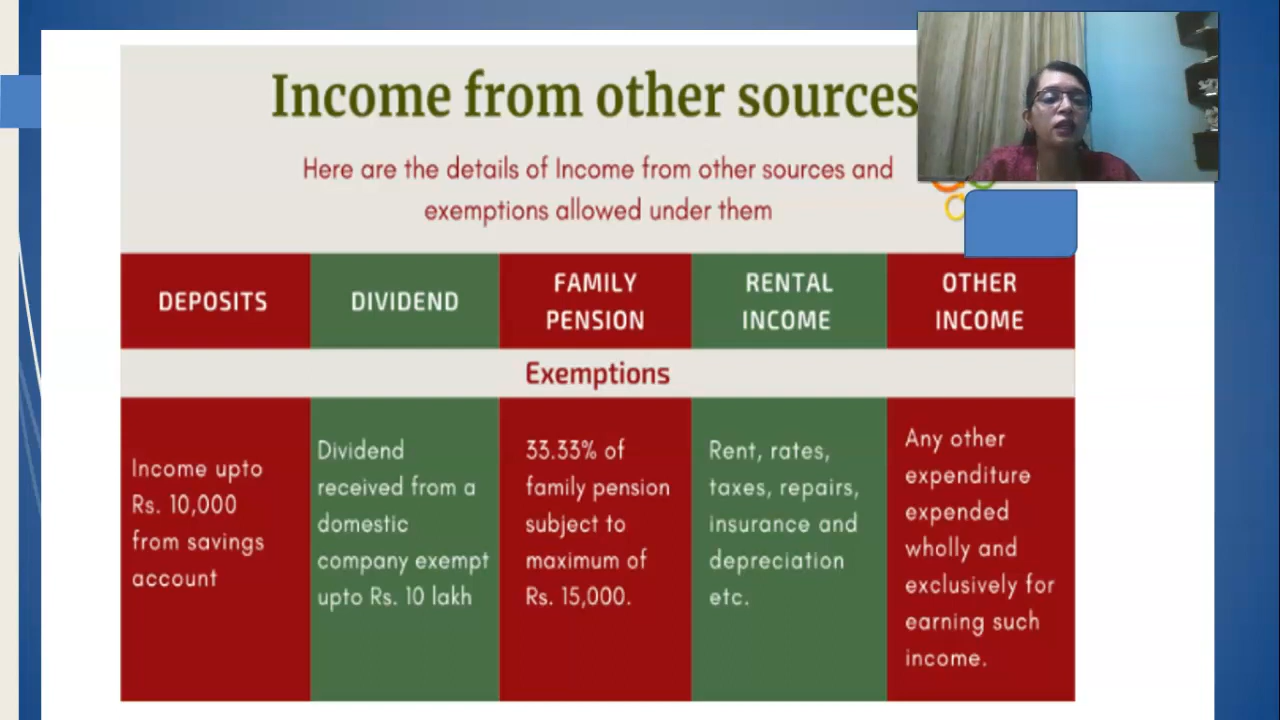 Income from other sources
Here are the details of Income from other sources and
exemptions allowed under them
DEPOSITS
DIVIDEND
FAMILY
PENSION
RENTAL
INCOME
OTHER
INCOME
Exemptions
Income upto
Rs. 10,000
from savings
account
Dividend
received from a
domestic
company exempt
upto Rs. 10 lakh
33.33% of
family pension
subject to
maximum of
Rs. 15,000.
Rent, rates,
taxes, repairs,
insurance and
depreciation
etc.
Any other
expenditure
expended
wholly and
exclusively for
earning such
income.